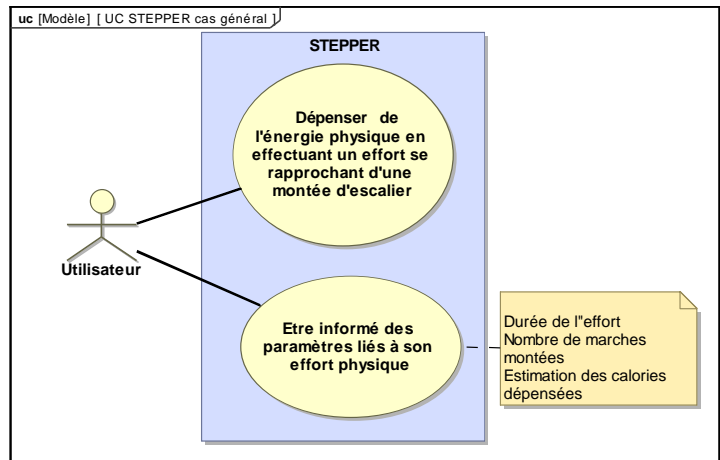 uc [Modèle] [ UC STEPPER cas général ]
STEPPER
Dépenser de
l'énergie physique en
effectuant un effort se
rapprochant d'une
montée d'escalier
Utilisateur
Etre informé des
paramètres liés à son
effort physique
Durée de l"effort
Nombre de marches
montées
Estimation des calories
dépensées